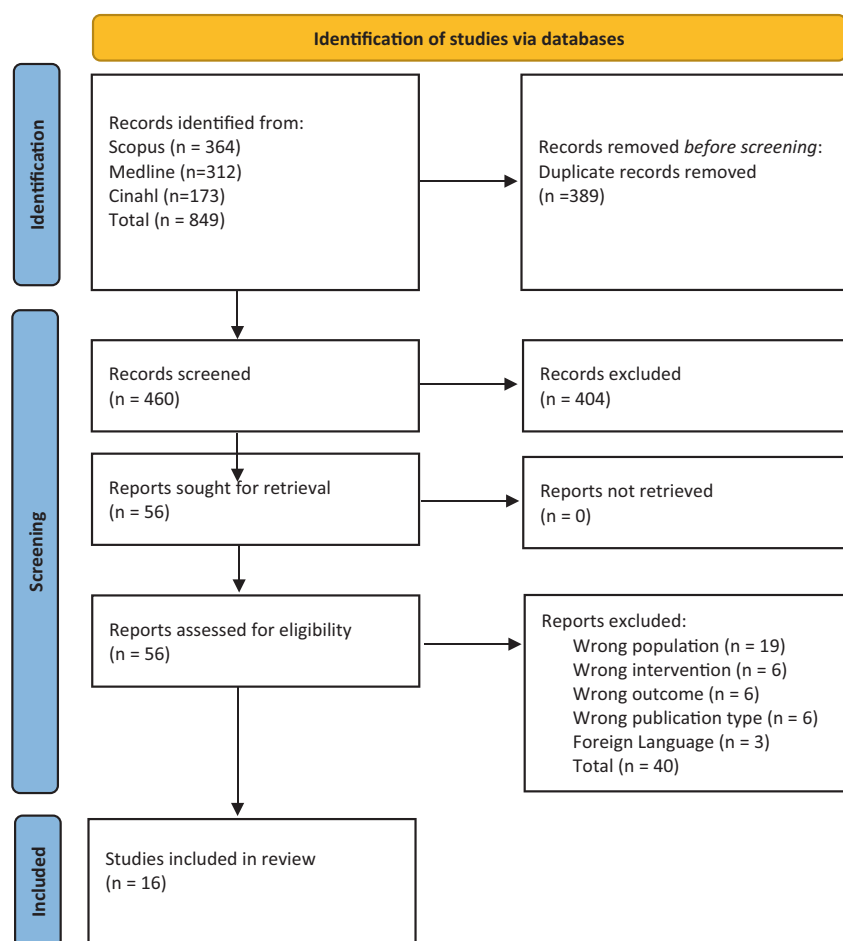 Identification of studies via databases
Identification
Records identified from:
Scopus (n = 364)
Medline (n=312)
Cinahl (n=173)
Total (n = 849)
Records removed before screening:
Duplicate records removed
(n =389)
Screening
Records screened
(n = 460)
Records excluded
(n = 404)
Reports sought for retrieval
(n = 56)
Reports not retrieved
(n = 0)
Reports assessed for eligibility
(n = 56)
Reports excluded:
Wrong population (n = 19)
Wrong intervention (n = 6)
Wrong outcome (n = 6)
Wrong publication type (n = 6)
Foreign Language (n = 3)
Total (n = 40)
Included
Studies included in review
(n = 16)